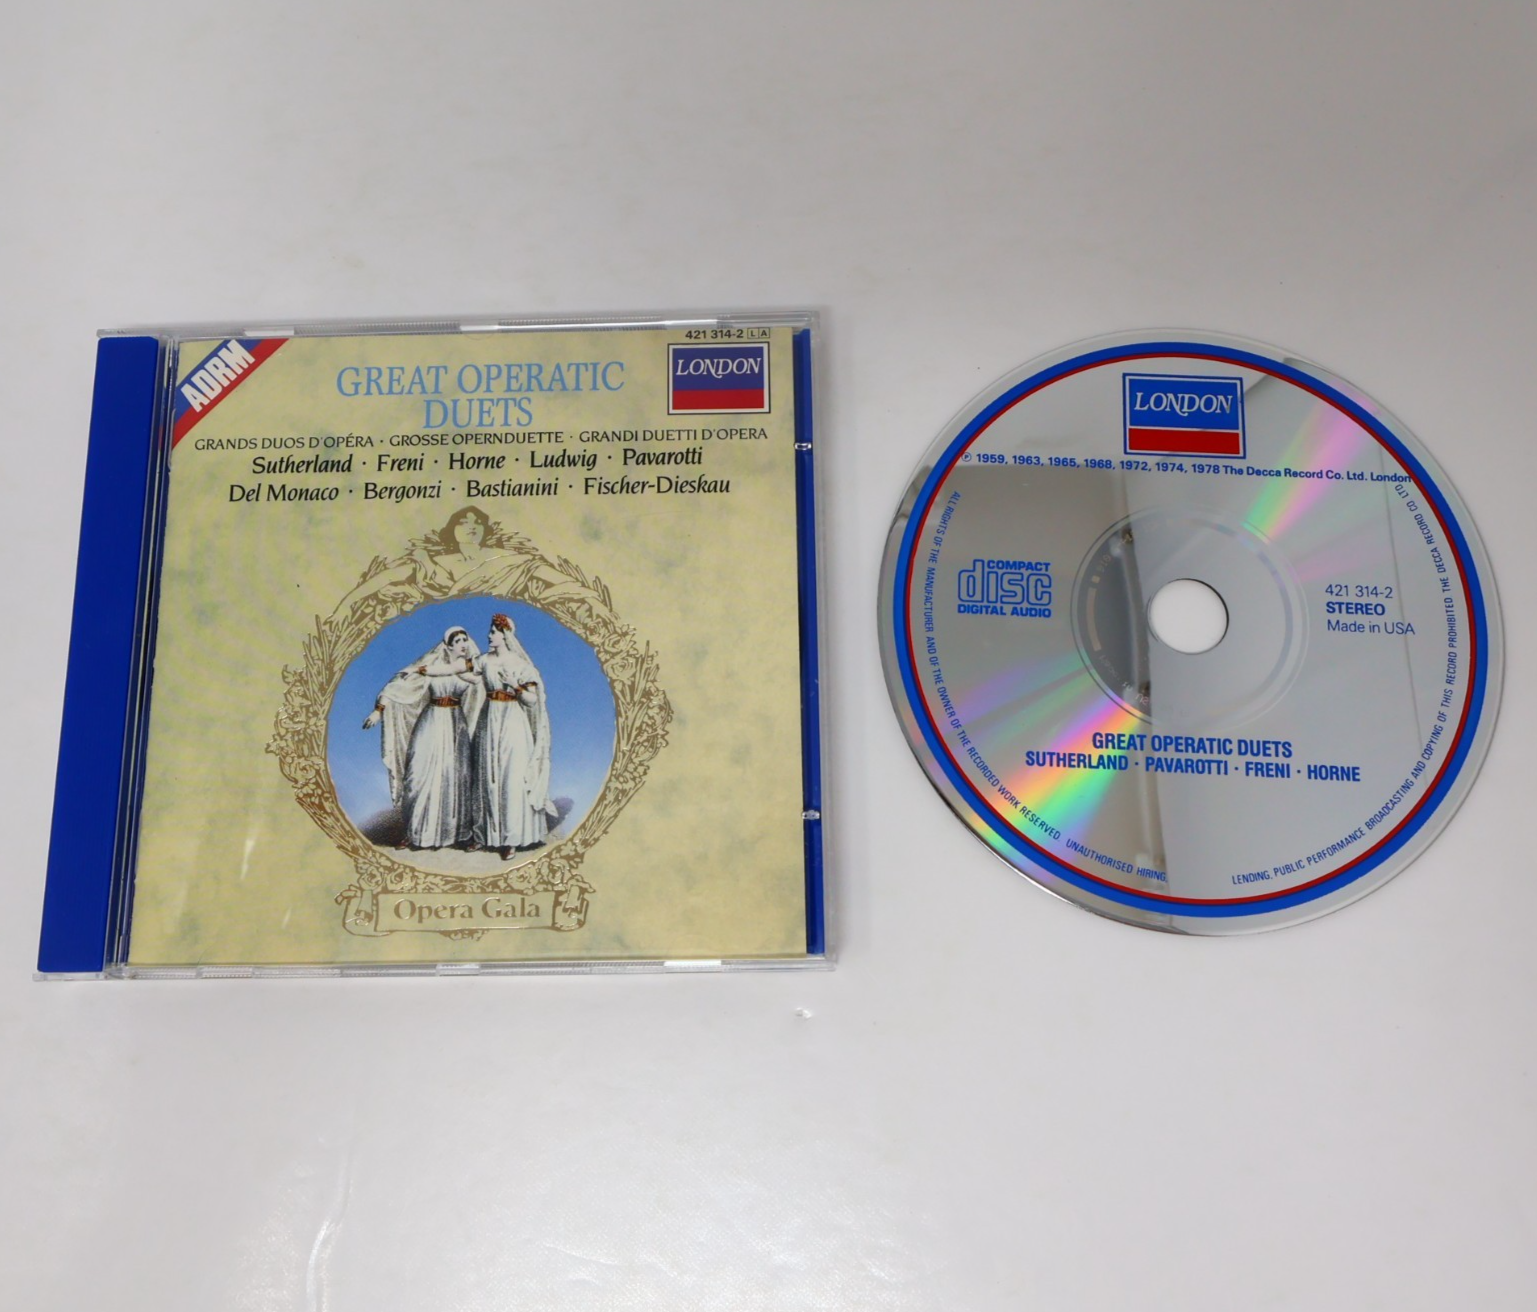 421 314-2 LA
ADRM
LONDON
GREAT OPERATIC
DUETS
GRANDS DUOS D'OPÉRA · GROSSE OPERNDUETTE · GRANDI DUETTI D'OPERA
Sutherland · Freni · Horne · Ludwig · Pavarotti
Del Monaco · Bergonzi · Bastianini · Fischer-Dieskau
Opera Gala
LONDON
℗ 1959, 1963, 1965, 1968, 1972, 1974, 1978 The Decca Record Co. Ltd. London
ALL RIGHTS OF THE MANUFACTURER AND OF THE OWNER OF THE RECORDED WORK RESERVED. UNAUTHORISED HIRING, LENDING, PUBLIC PERFORMANCE BROADCASTING AND COPYING OF THIS RECORD PROHIBITED THE DECCA RECORD CO LTD
COMPACT
disc
DIGITAL AUDIO
421 314-2
STEREO
Made in USA
GREAT OPERATIC DUETS
SUTHERLAND · PAVAROTTI · FRENI · HORNE